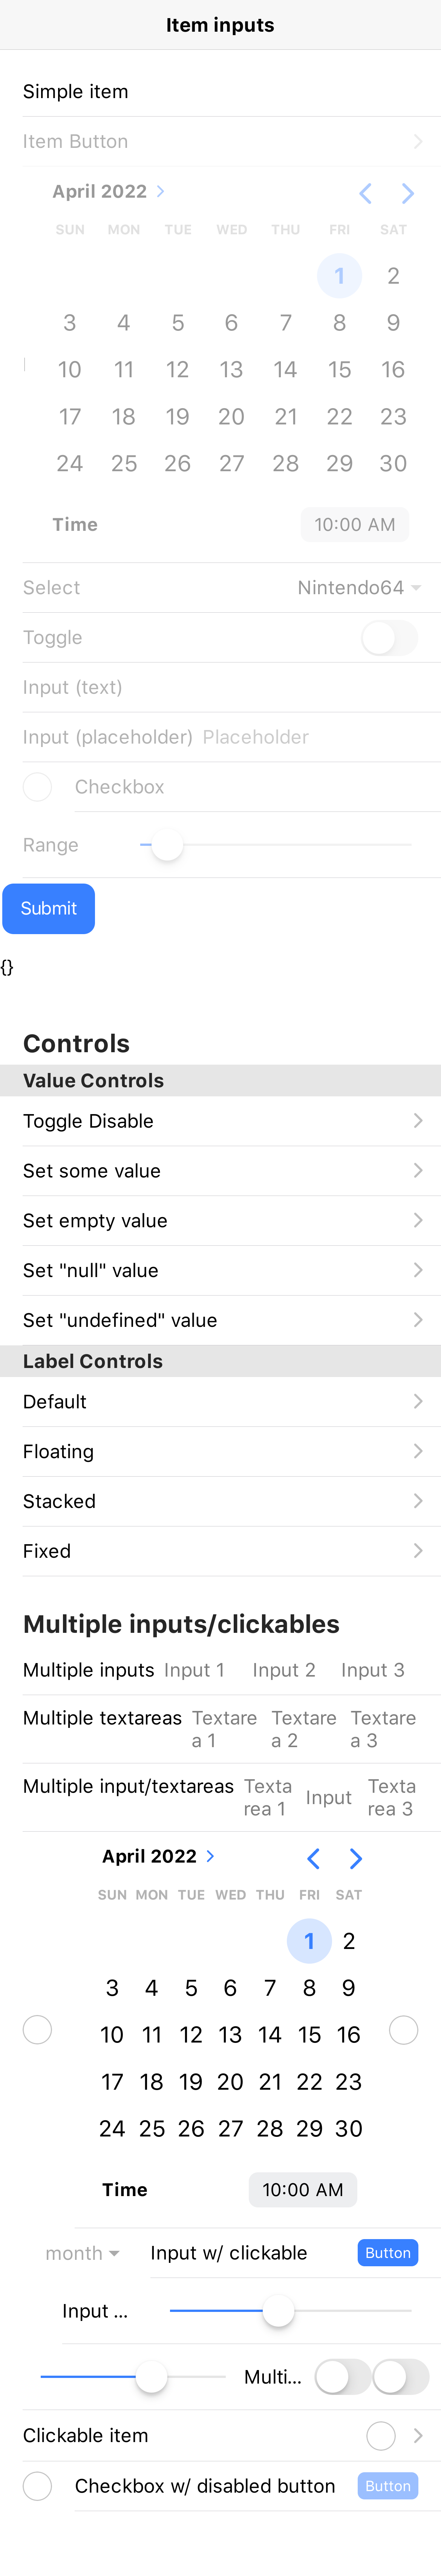 Item inputs
Simple item
Item Button
April 2022
SUN MON TUE WED THU FRI SAT
1 2
3 4 5 6 7 8 9
10 11 12 13 14 15 16
17 18 19 20 21 22 23
24 25 26 27 28 29 30
Time 10:00 AM
Select Nintendo64
Toggle
Input (text)
Input (placeholder) Placeholder
Checkbox
Range
Submit
{}
Controls
Value Controls
Toggle Disable
Set some value
Set empty value
Set "null" value
Set "undefined" value
Label Controls
Default
Floating
Stacked
Fixed
Multiple inputs/clickables
Multiple inputs Input 1 Input 2 Input 3
Multiple textareas Textare Textare Textare
a 1 a 2 a 3
Multiple input/textareas Texta Input Texta
rea 1 rea 3
April 2022
SUN MON TUE WED THU FRI SAT
1 2
3 4 5 6 7 8 9
10 11 12 13 14 15 16
17 18 19 20 21 22 23
24 25 26 27 28 29 30
Time 10:00 AM
month Input w/ clickable Button
Input ...
Multi...
Clickable item
Checkbox w/ disabled button Button